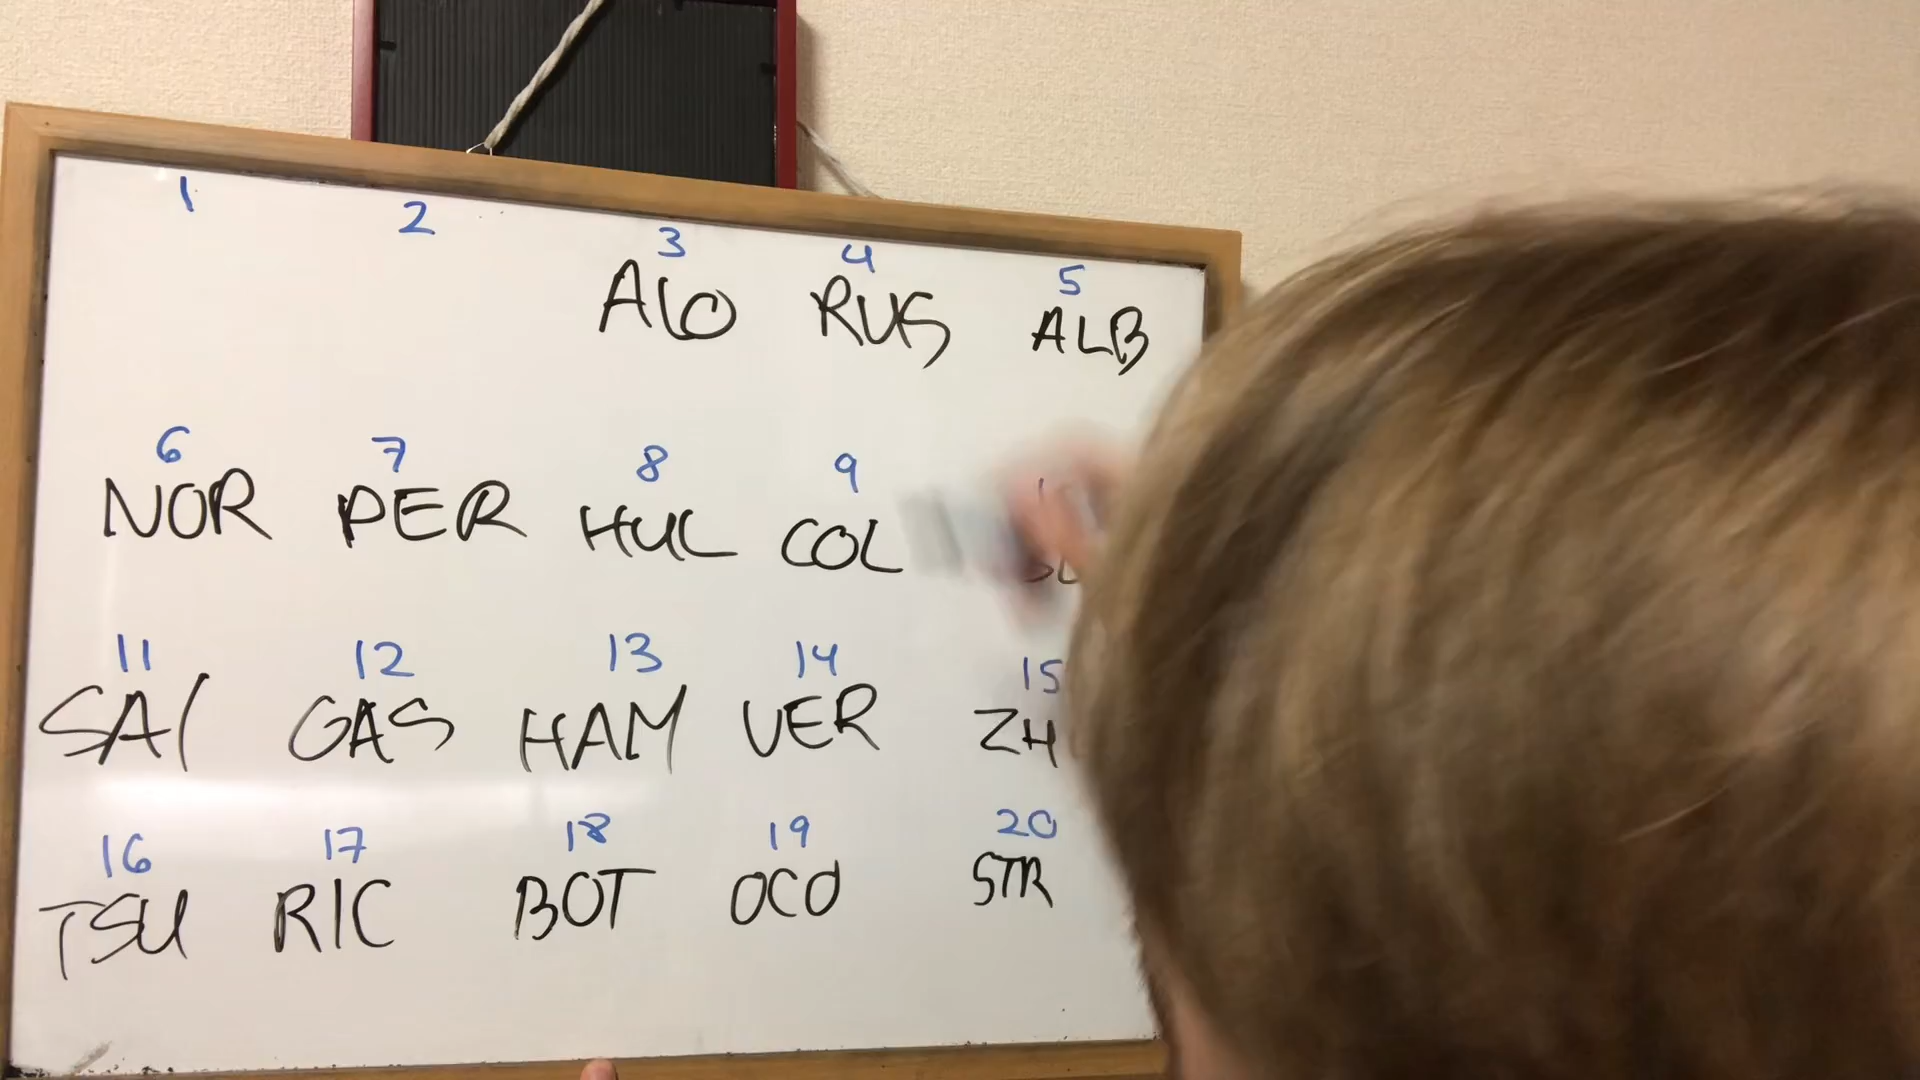 1 2 3 4 5
ALO RUS ALB
6 7 8 9
NOR PER HUL COL
11 12 13 14 15
SAI GAS HAM VER ZH
16 17 18 19 20
TSU RIC BOT OCO STR